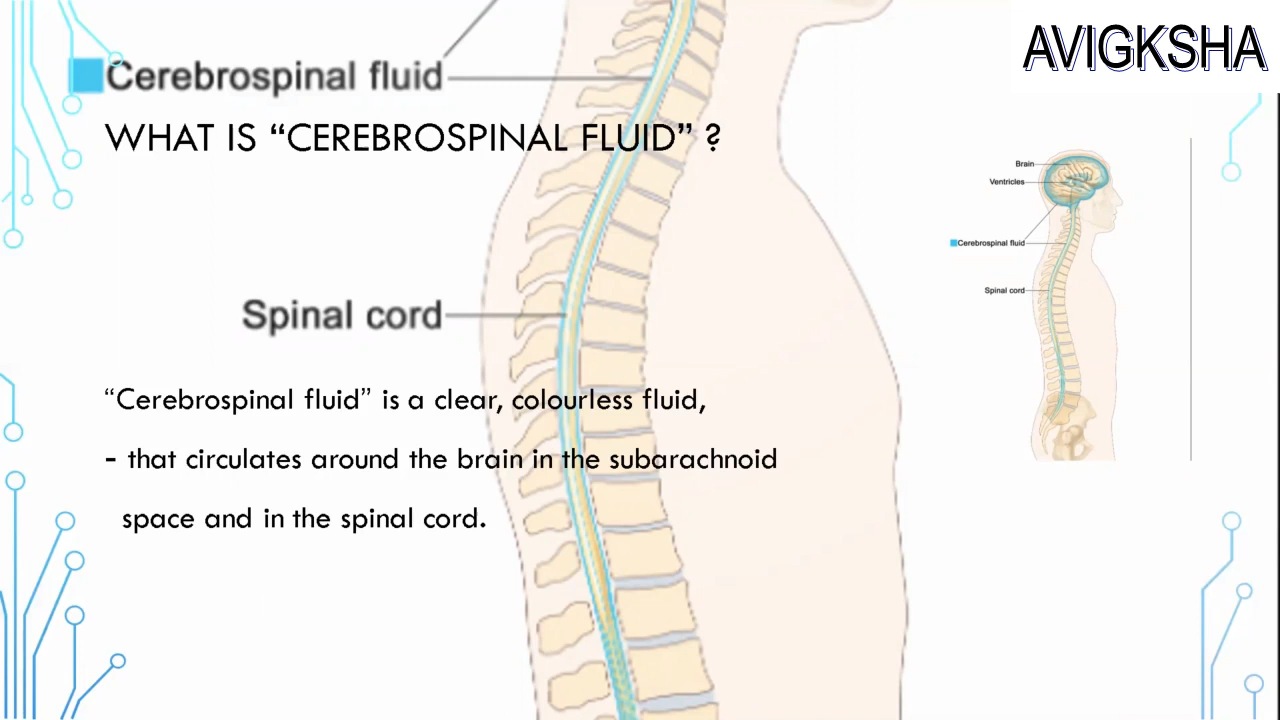 AVIGKSHA
Cerebrospinal fluid
WHAT IS “CEREBROSPINAL FLUID” ?
Brain
Ventricles
Cerebrospinal fluid
Spinal cord
Spinal cord
“Cerebrospinal fluid” is a clear, colourless fluid,
- that circulates around the brain in the subarachnoid
space and in the spinal cord.